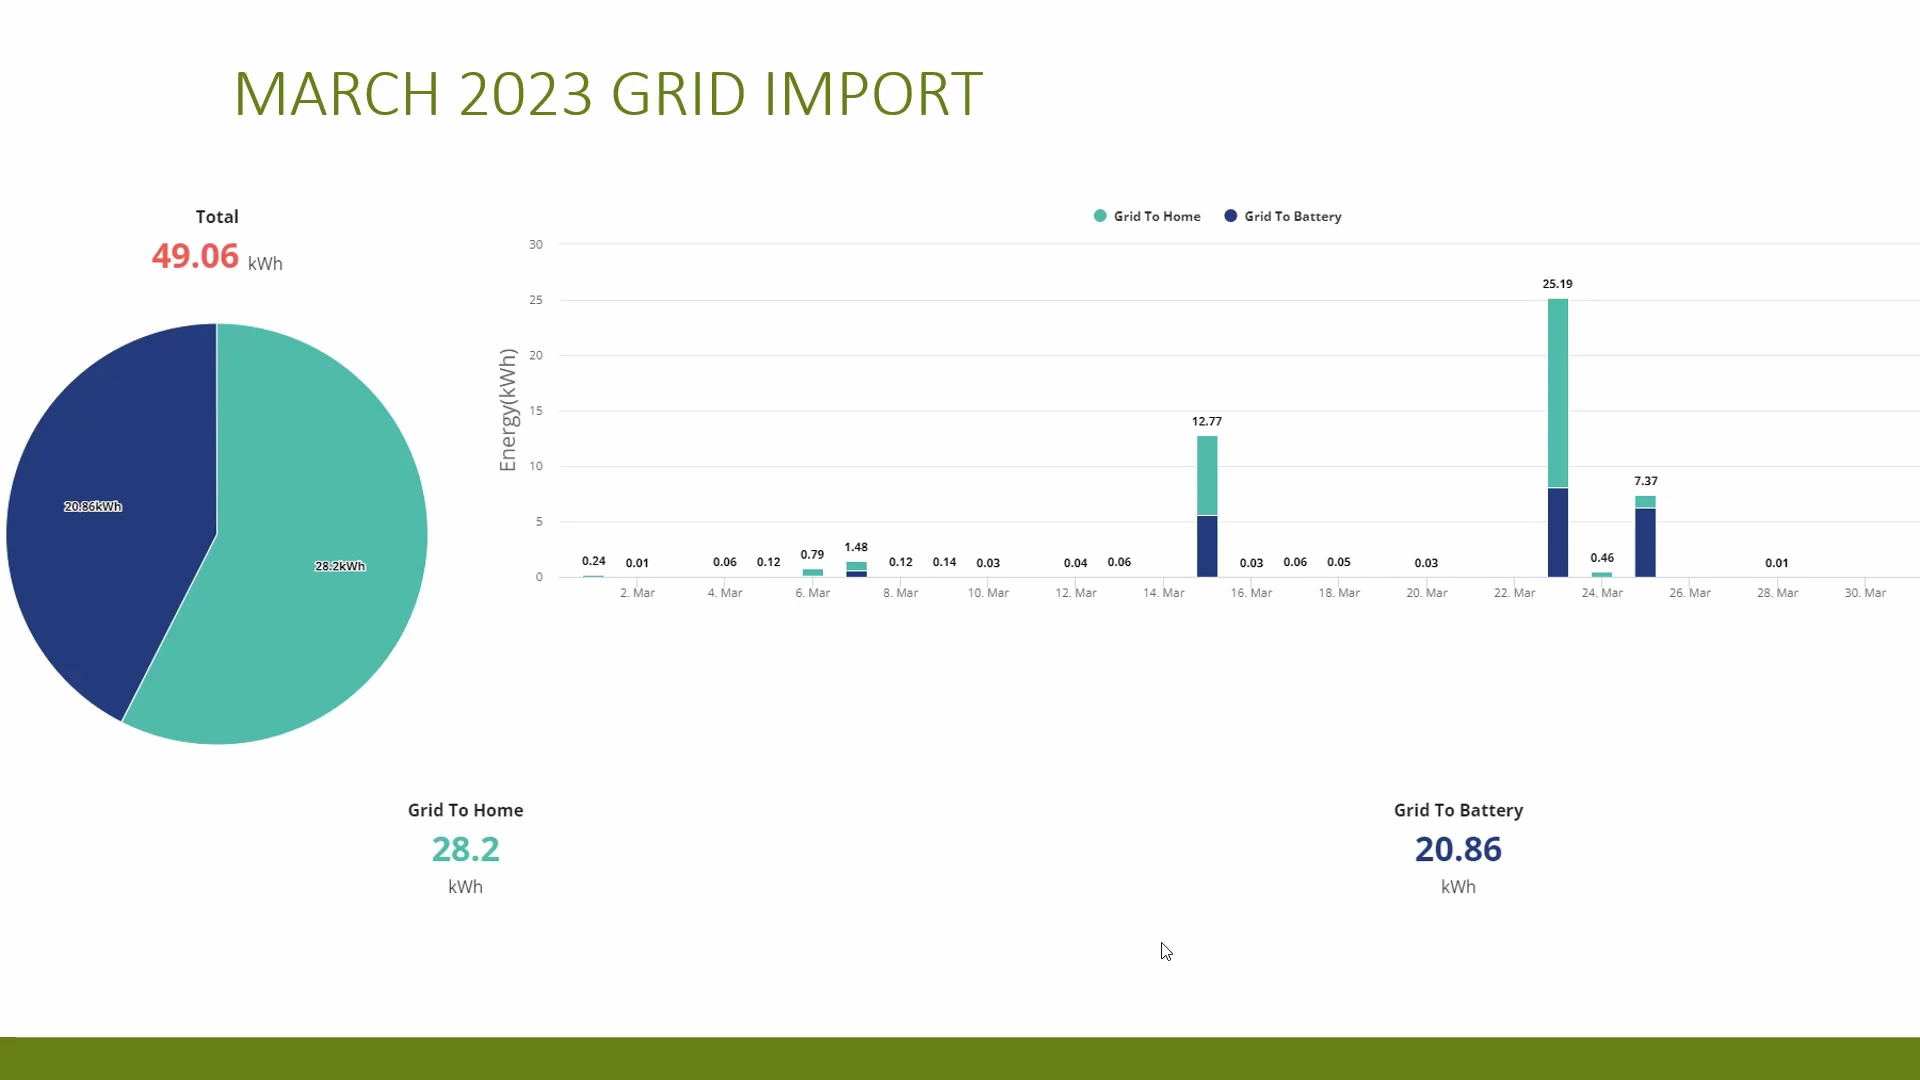 MARCH 2023 GRID IMPORT
Total
49.06 kWh
20.86kWh
28.2kWh
Grid To Home Grid To Battery
Energy(kWh)
30
25
20
15
10
5
0
0.24 0.01 0.06 0.12 0.79 1.48 0.12 0.14 0.03 0.04 0.06 12.77 0.03 0.06 0.05 0.03 25.19 0.46 7.37 0.01
2. Mar 4. Mar 6. Mar 8. Mar 10. Mar 12. Mar 14. Mar 16. Mar 18. Mar 20. Mar 22. Mar 24. Mar 26. Mar 28. Mar 30. Mar
Grid To Home
28.2
kWh
Grid To Battery
20.86
kWh